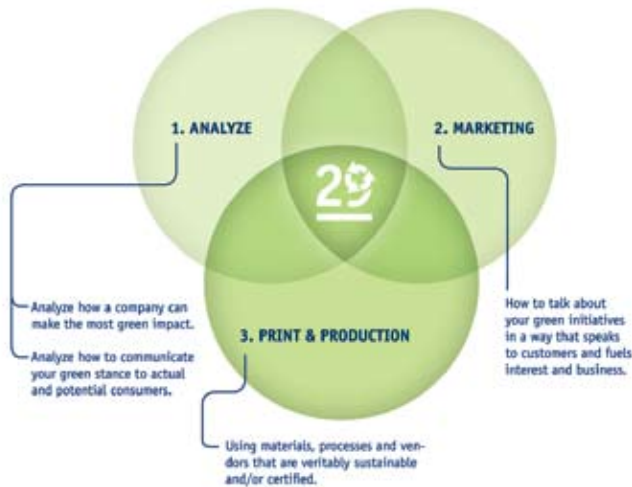 1. ANALYZE
2. MARKETING
29
3. PRINT & PRODUCTION
Analyze how a company can
make the most green impact.
Analyze how to communicate
your green stance to actual
and potential consumers.
How to talk about
your green initiatives
in a way that speaks
to customers and fuels
interest and business.
Using materials, processes and ven-
dors that are veritably sustainable
and/or certified.